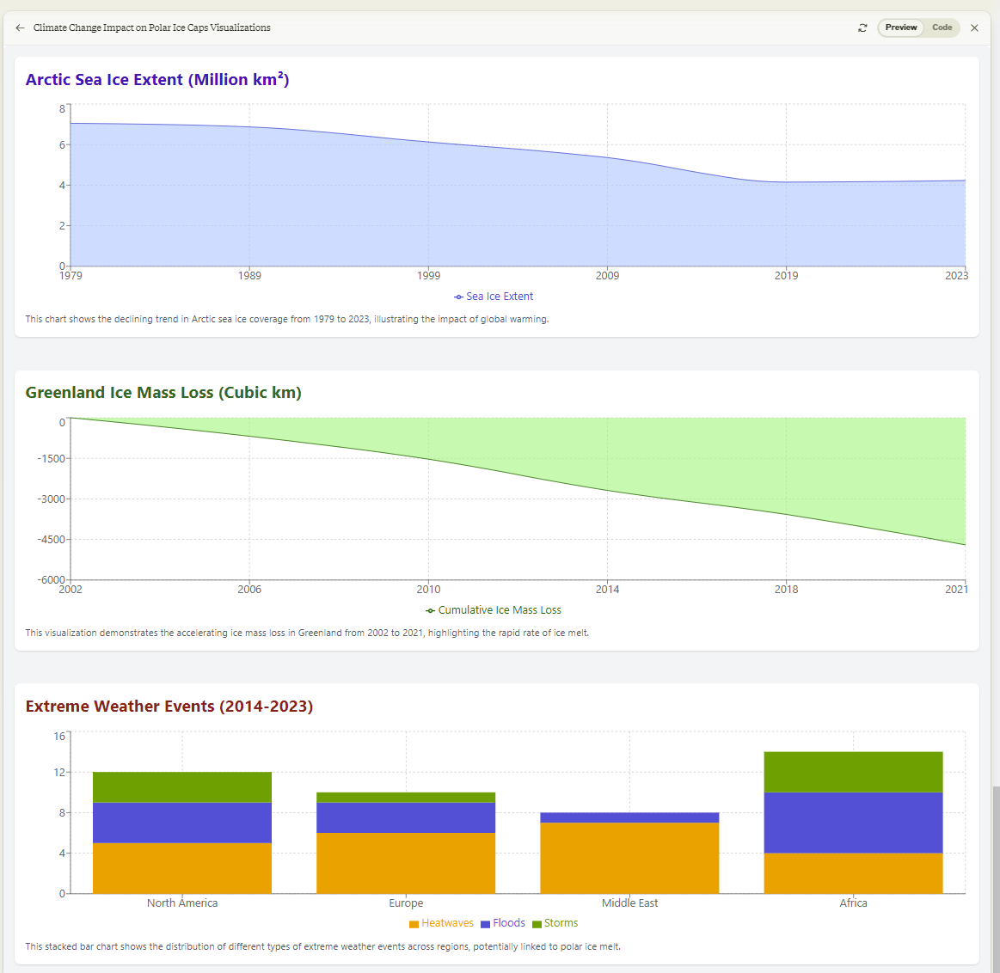 Climate Change Impact on Polar Ice Caps Visualizations
Preview Code
Arctic Sea Ice Extent (Million km²)
8
6
4
2
0
1979 1989 1999 2009 2019 2023
Sea Ice Extent
This chart shows the declining trend in Arctic sea ice coverage from 1979 to 2023, illustrating the impact of global warming.
Greenland Ice Mass Loss (Cubic km)
0
-1500
-3000
-4500
-6000
2002 2006 2010 2014 2018 2021
Cumulative Ice Mass Loss
This visualization demonstrates the accelerating ice mass loss in Greenland from 2002 to 2021, highlighting the rapid rate of ice melt.
Extreme Weather Events (2014-2023)
16
12
8
4
0
North America Europe Middle East Africa
Heatwaves Floods Storms
This stacked bar chart shows the distribution of different types of extreme weather events across regions, potentially linked to polar ice melt.